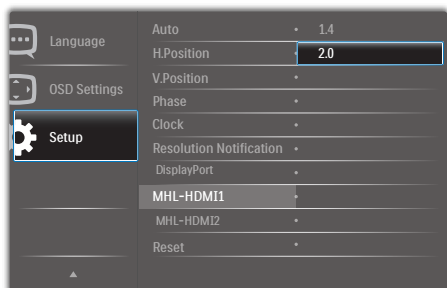 Language
OSD Settings
Setup
Auto
H.Position
V.Position
Phase
Clock
Resolution Notification
DisplayPort
MHL-HDMI1
MHL-HDMI2
Reset
1.4
2.0